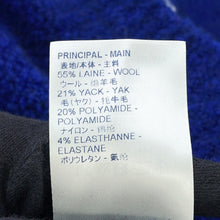 PRINCIPAL - MAIN
表地/本体 - 主料
55% LAINE - WOOL
ウール - 绵羊毛
21% YACK - YAK
毛 (ヤク) - 牦牛毛
20% POLYAMIDE -
POLYAMIDE
ナイロン -
4% ELASTHANNE -
ELASTANE
ポリウレタン - 氨纶